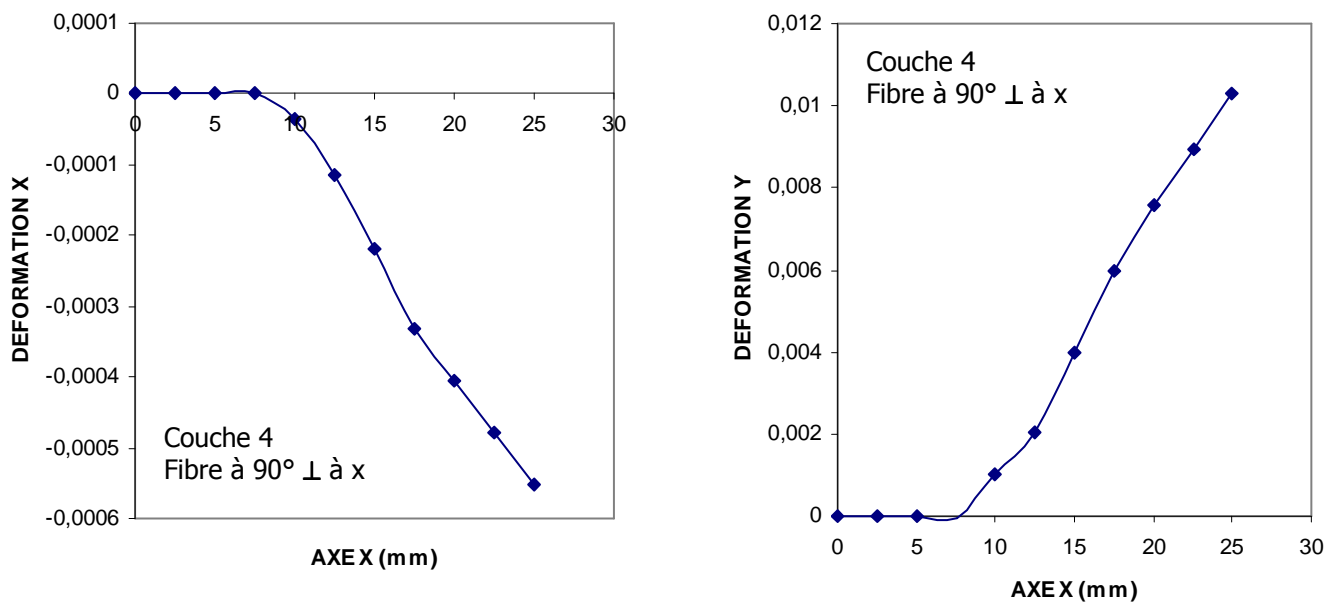 0,0001
0
-0,0001
-0,0002
-0,0003
-0,0004
-0,0005
-0,0006
0 5 10 15 20 25 30
DEFORMATION X
AXE X (mm)
Couche 4
Fibre à 90° ⊥ à x
0,012
0,01
0,008
0,006
0,004
0,002
0
0 5 10 15 20 25 30
DEFORMATION Y
AXE X (mm)
Couche 4
Fibre à 90° ⊥ à x